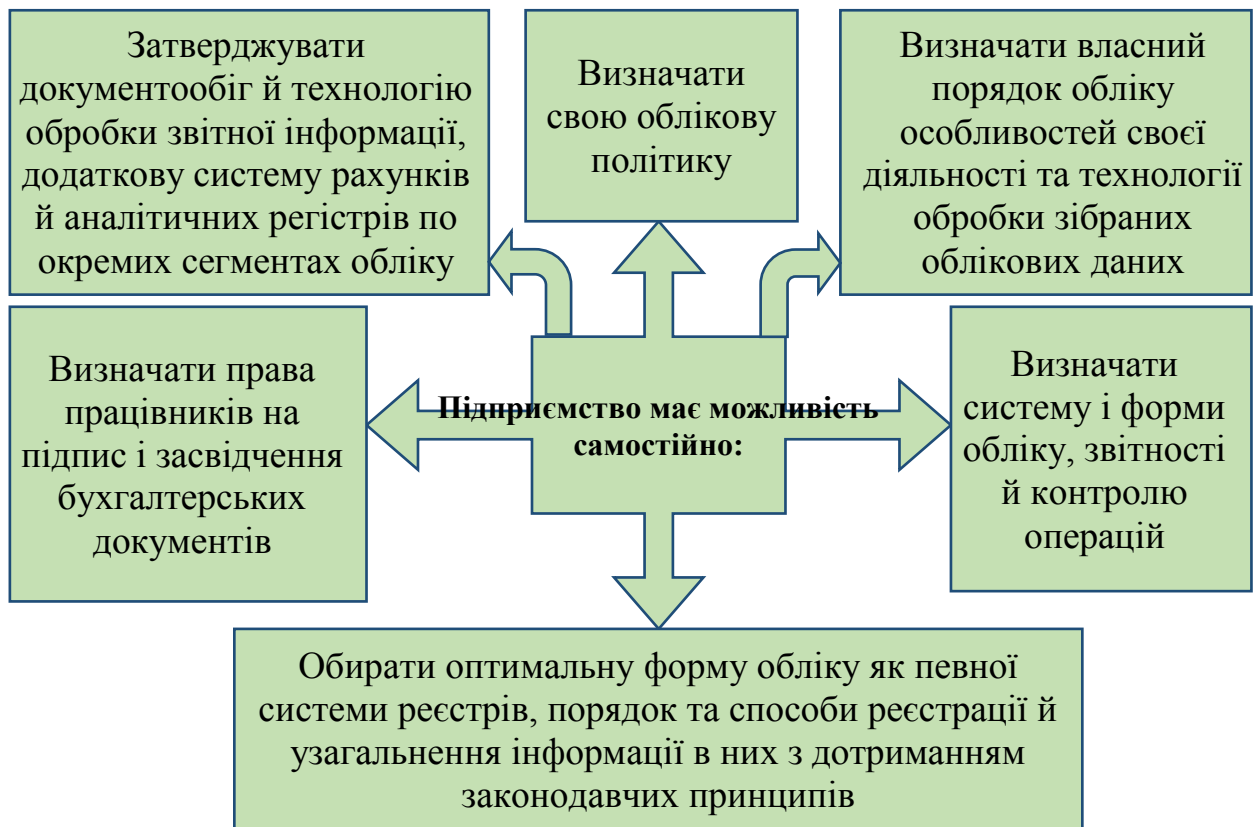 Затверджувати
документообіг й технологію
обробки звітної інформації,
додаткову систему рахунків
й аналітичних регістрів по
окремих сегментах обліку
Визначати
свою облікову
політику
Визначати власний
порядок обліку
особливостей своєї
діяльності та технології
обробки зібраних
облікових даних
Визначати права
працівників на
підпис і засвідчення
бухгалтерських
документів
Підприємство має можливість
самостійно:
Визначати
систему і форми
обліку, звітності
й контролю
операцій
Обирати оптимальну форму обліку як певної
системи реєстрів, порядок та способи реєстрації й
узагальнення інформації в них з дотриманням
законодавчих принципів